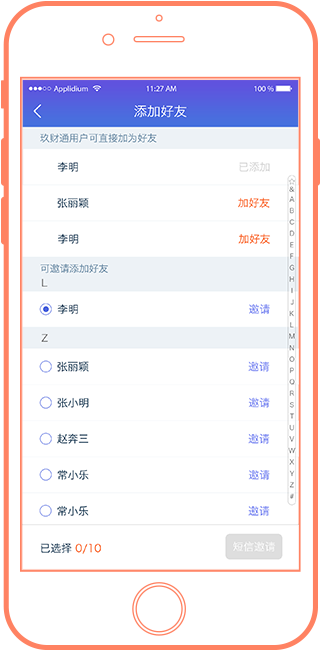 Applidium 11:27 AM 100 %
添加好友
玖财通用户可直接加为好友
李明 已添加
张丽颖 加好友
李明 加好友
可邀请添加好友
L
李明 邀请
Z
张丽颖 邀请
张小明 邀请
赵奔三 邀请
常小乐 邀请
常小乐 邀请
已选择 0/10 短信邀请
☆
&
A
B
C
D
E
F
G
H
I
J
K
L
M
N
O
P
Q
R
S
T
U
V
W
X
Y
Z
#